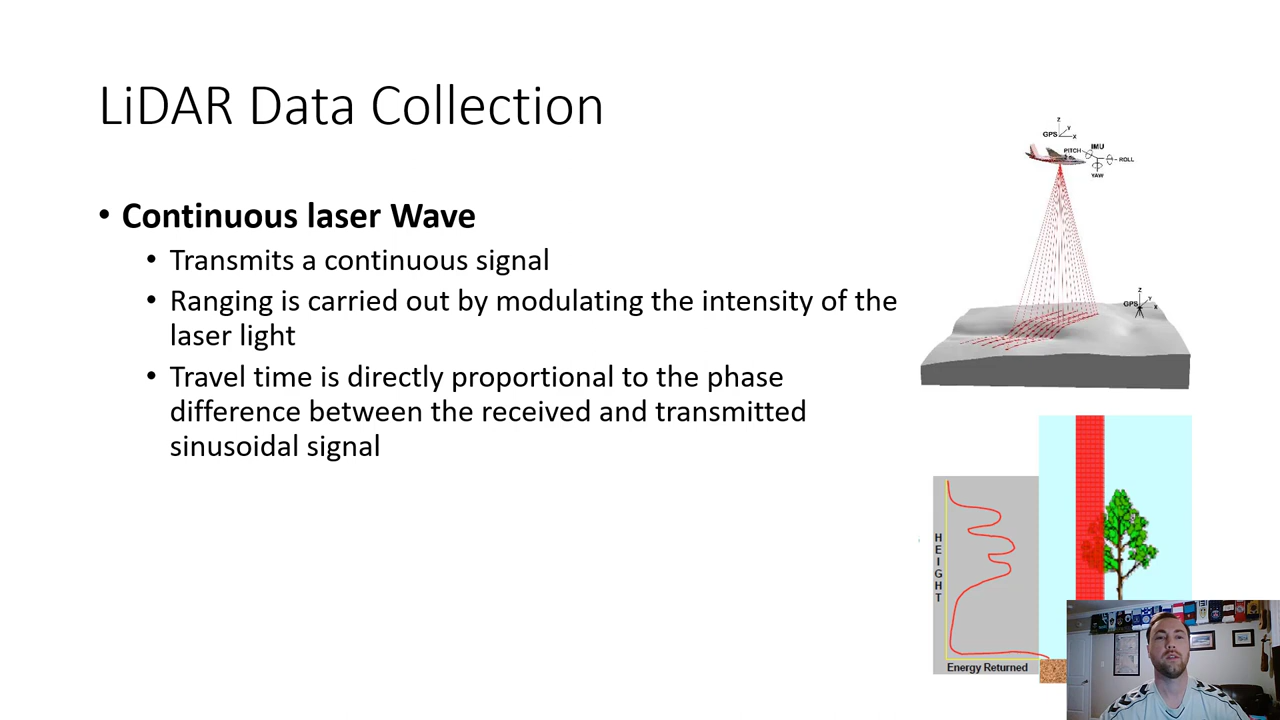 LiDAR Data Collection
• Continuous laser Wave
• Transmits a continuous signal
• Ranging is carried out by modulating the intensity of the
laser light
• Travel time is directly proportional to the phase
difference between the received and transmitted
sinusoidal signal
Z
Y
GPS
X
PITCH
IMU
ROLL
YAW
Z
Y
GPS
X
HEIGHT
Energy Returned